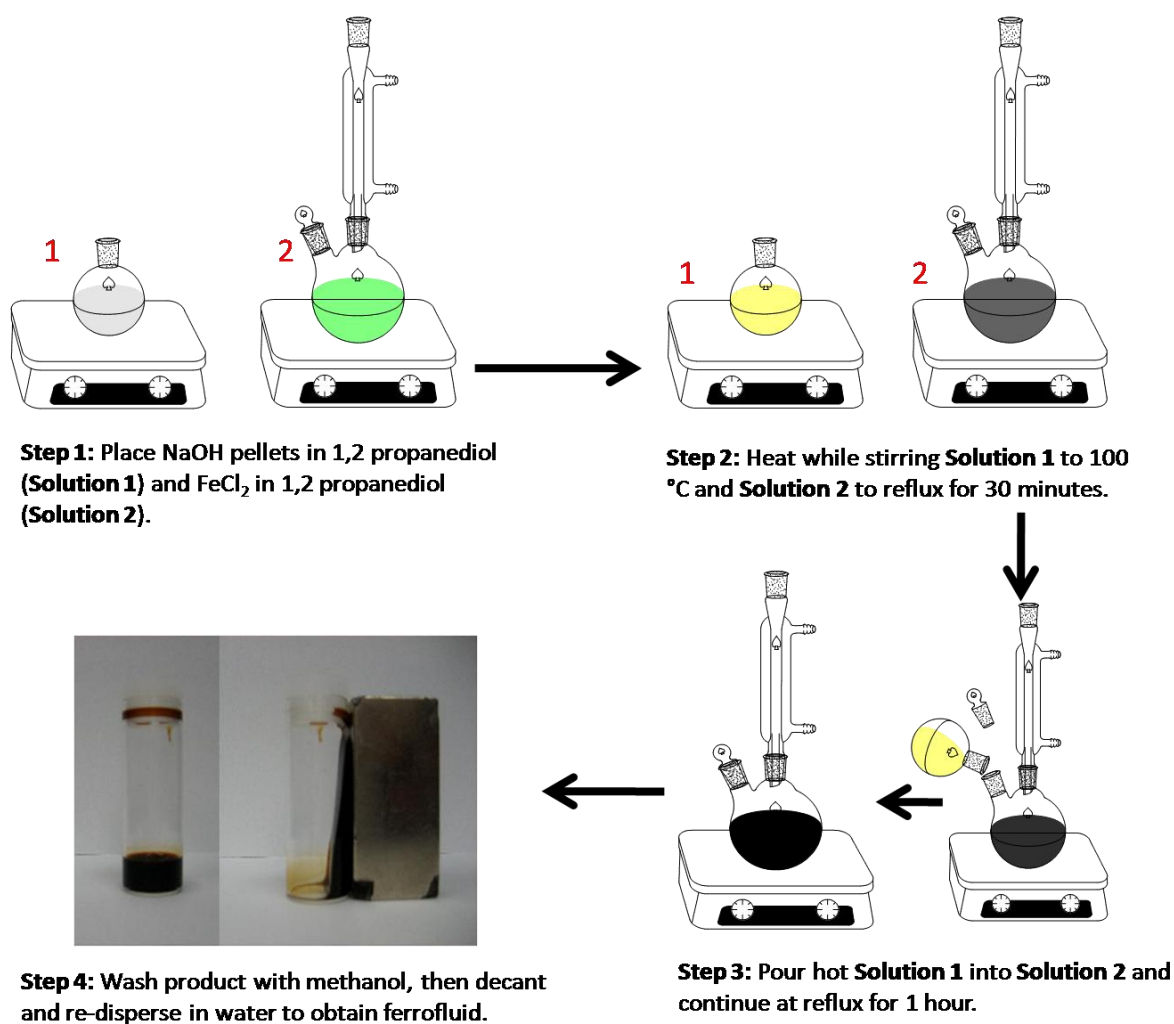 1
2
Step 1: Place NaOH pellets in 1,2 propanediol
(Solution 1) and FeCl₂ in 1,2 propanediol
(Solution 2).
1
2
Step 2: Heat while stirring Solution 1 to 100
°C and Solution 2 to reflux for 30 minutes.
Step 3: Pour hot Solution 1 into Solution 2 and
continue at reflux for 1 hour.
Step 4: Wash product with methanol, then decant
and re-disperse in water to obtain ferrofluid.